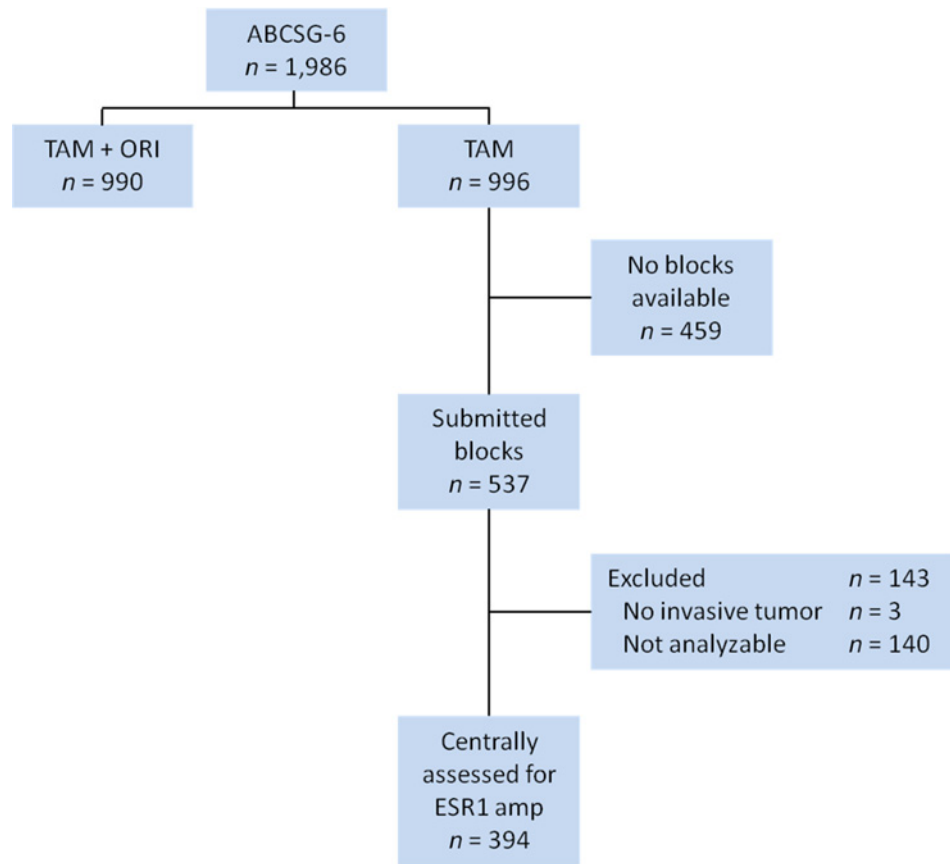 ABCSG-6
n = 1,986
TAM + ORI
n = 990
TAM
n = 996
No blocks
available
n = 459
Submitted
blocks
n = 537
Excluded n = 143
No invasive tumor n = 3
Not analyzable n = 140
Centrally
assessed for
ESR1 amp
n = 394